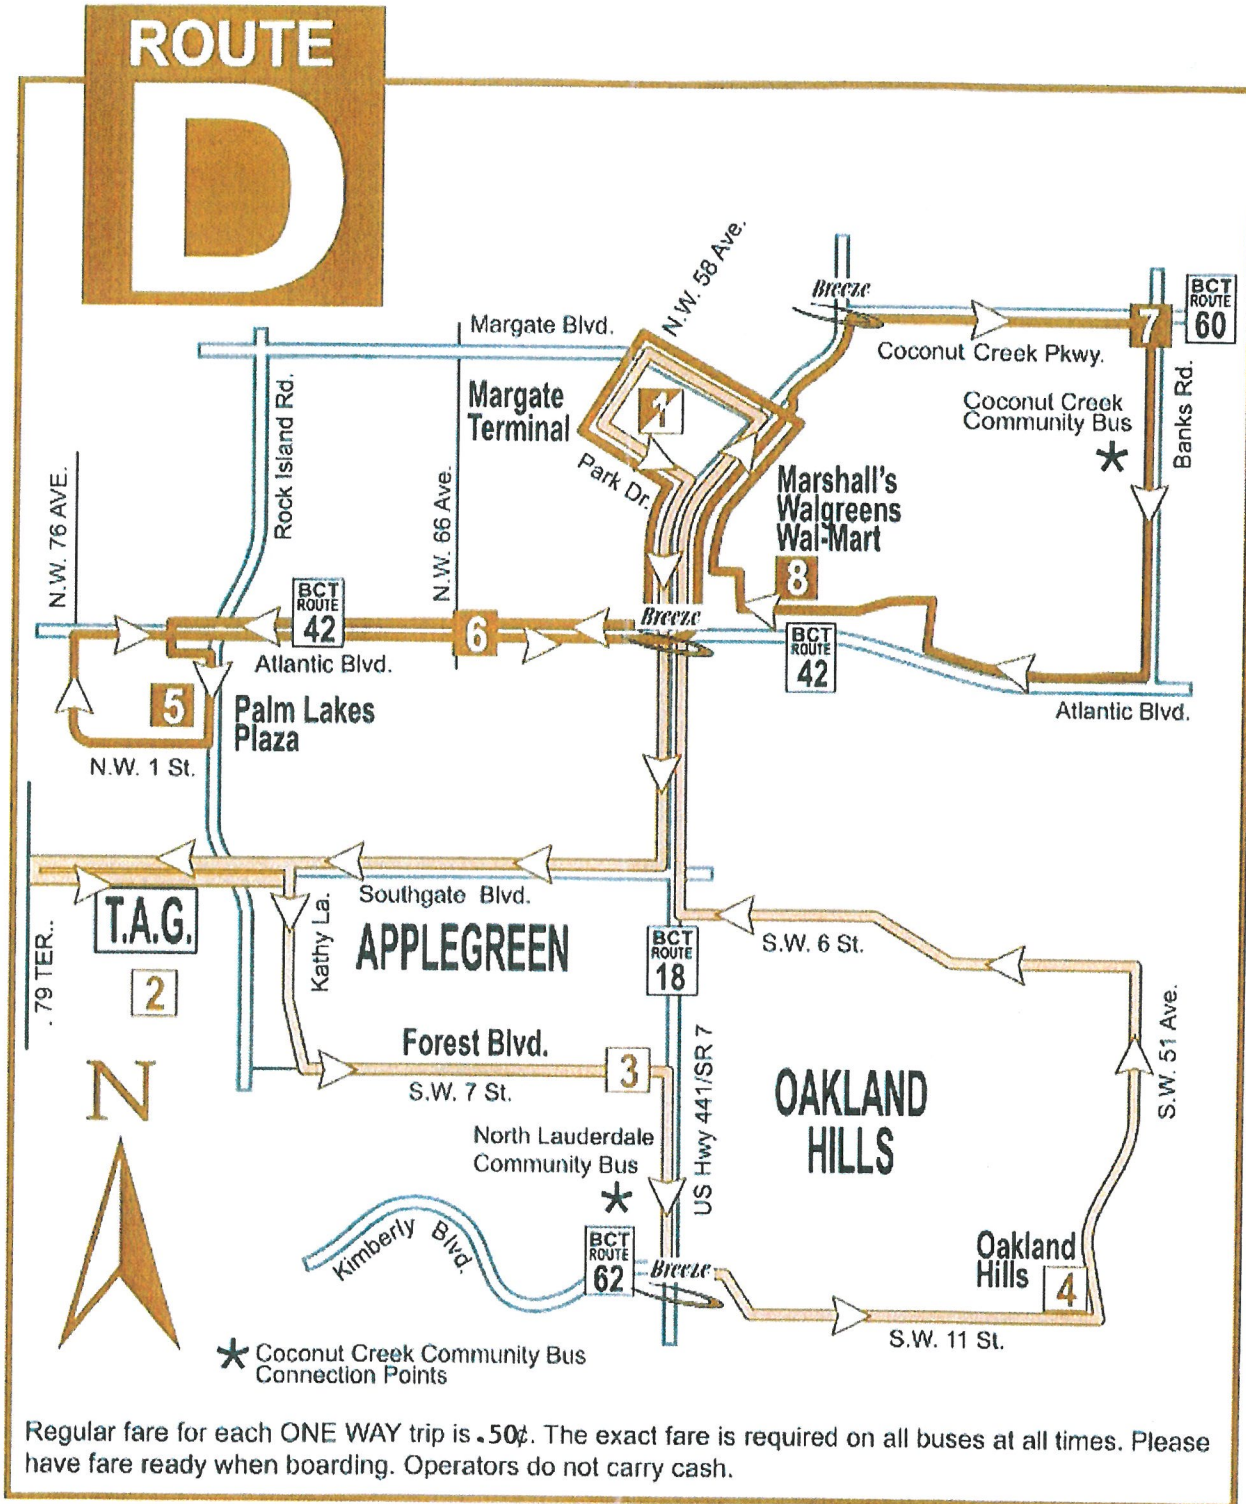 ROUTE
D
N.W. 58 Ave.
Breeze
BCT
ROUTE
60
7
Margate Blvd.
Coconut Creek Pkwy.
Margate
Terminal
1
Coconut Creek
Community Bus
Banks Rd.
Rock Island Rd.
Park Dr.
N.W. 76 AVE.
N.W. 66 Ave.
Marshall's
Walgreens
Wal-Mart
8
BCT
ROUTE
42
6
Breeze
BCT
ROUTE
42
Atlantic Blvd.
5
Palm Lakes
Plaza
Atlantic Blvd.
N.W. 1 St.
Southgate Blvd.
T.A.G.
Kathy La.
APPLEGREEN
BCT
ROUTE
18
S.W. 6 St.
. 79 TER..
2
Forest Blvd.
3
S.W. 7 St.
N
US Hwy 441/SR 7
OAKLAND
HILLS
S.W. 51 Ave.
North Lauderdale
Community Bus
Kimberly Blvd.
BCT
ROUTE
62
Breeze
Oakland
Hills
4
S.W. 11 St.
Coconut Creek Community Bus
Connection Points
Regular fare for each ONE WAY trip is .50¢. The exact fare is required on all buses at all times. Please
have fare ready when boarding. Operators do not carry cash.